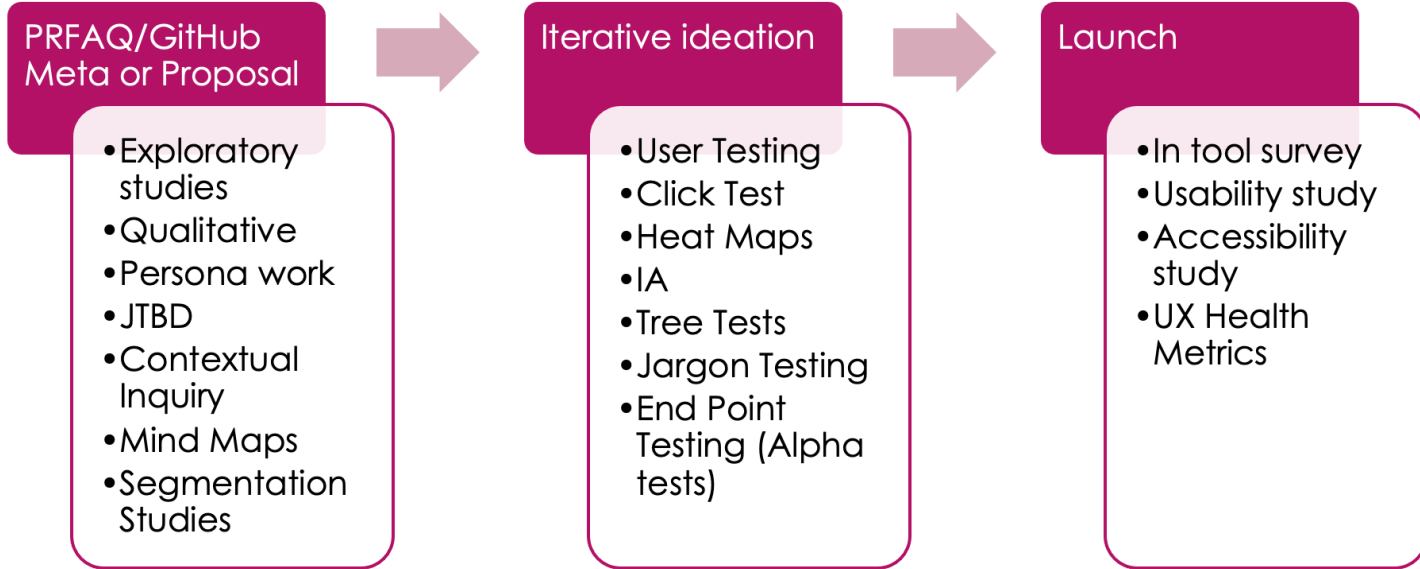 PRFAQ/GitHub
Meta or Proposal
•Exploratory
studies
•Qualitative
•Persona work
•JTBD
•Contextual
Inquiry
•Mind Maps
•Segmentation
Studies
Iterative ideation
•User Testing
•Click Test
•Heat Maps
•IA
•Tree Tests
•Jargon Testing
•End Point
Testing (Alpha
tests)
Launch
•In tool survey
•Usability study
•Accessibility
study
•UX Health
Metrics